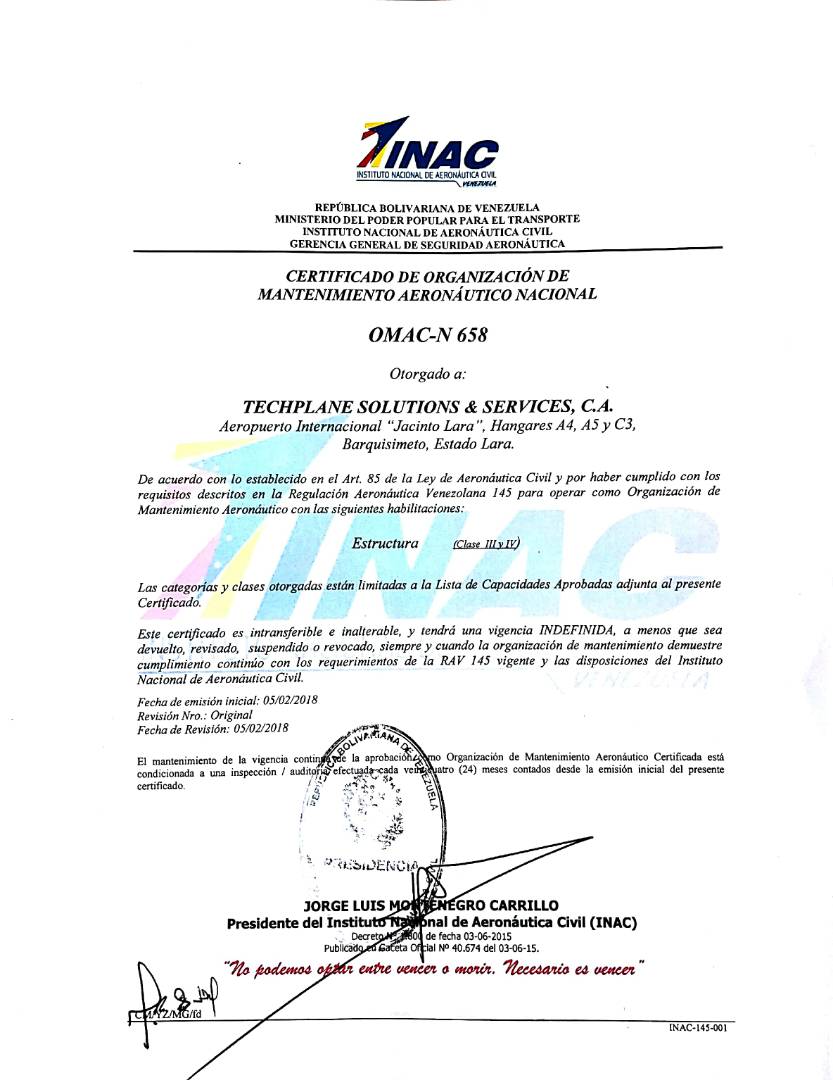 INAC
INSTITUTO NACIONAL DE AERONÁUTICA CIVIL
VENEZUELA
REPÚBLICA BOLIVARIANA DE VENEZUELA
MINISTERIO DEL PODER POPULAR PARA EL TRANSPORTE
INSTITUTO NACIONAL DE AERONÁUTICA CIVIL
GERENCIA GENERAL DE SEGURIDAD AERONÁUTICA
CERTIFICADO DE ORGANIZACIÓN DE
MANTENIMIENTO AERONÁUTICO NACIONAL
OMAC-N 658
Otorgado a:
TECHPLANE SOLUTIONS & SERVICES, C.A.
Aeropuerto Internacional "Jacinto Lara", Hangares A4, A5 y C3,
Barquisimeto, Estado Lara.
De acuerdo con lo establecido en el Art. 85 de la Ley de Aeronáutica Civil y por haber cumplido con los
requisitos descritos en la Regulación Aeronáutica Venezolana 145 para operar como Organización de
Mantenimiento Aeronáutico con las siguientes habilitaciones:
Estructura (Clase III y IV)
Las categorías y clases otorgadas están limitadas a la Lista de Capacidades Aprobadas adjunta al presente
Certificado.
Este certificado es intransferible e inalterable, y tendrá una vigencia INDEFINIDA, a menos que sea
devuelto, revisado, suspendido o revocado, siempre y cuando la organización de mantenimiento demuestre
cumplimiento continúo con los requerimientos de la RAV 145 vigente y las disposiciones del Instituto
Nacional de Aeronáutica Civil.
INAC
VENEZUELA
Fecha de emisión inicial: 05/02/2018
Revisión Nro.: Original
Fecha de Revisión: 05/02/2018
El mantenimiento de la vigencia continua de la aprobación como Organización de Mantenimiento Aeronáutico Certificada está
condicionada a una inspección / auditoria efectuada cada veinticuatro (24) meses contados desde la emisión inicial del presente
certificado.
REPÚBLICA BOLIVARIANA DE VENEZUELA
PRESIDENCIA
JORGE LUIS MONTENEGRO CARRILLO
Presidente del Instituto Nacional de Aeronáutica Civil (INAC)
Decreto Nº de fecha 03-06-2015
Publicado en Gaceta Oficial Nº 40.674 del 03-06-15.
"No podemos optar entre vencer o morir. Necesario es vencer"
CM/YZ/MG/fd
INAC-145-001